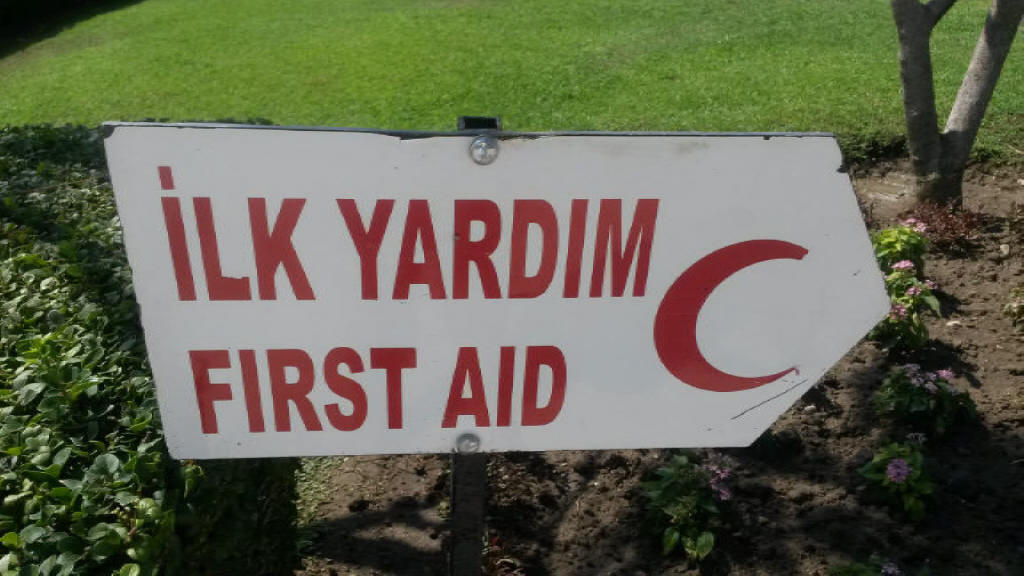 İLK YARDIM
FIRST AID